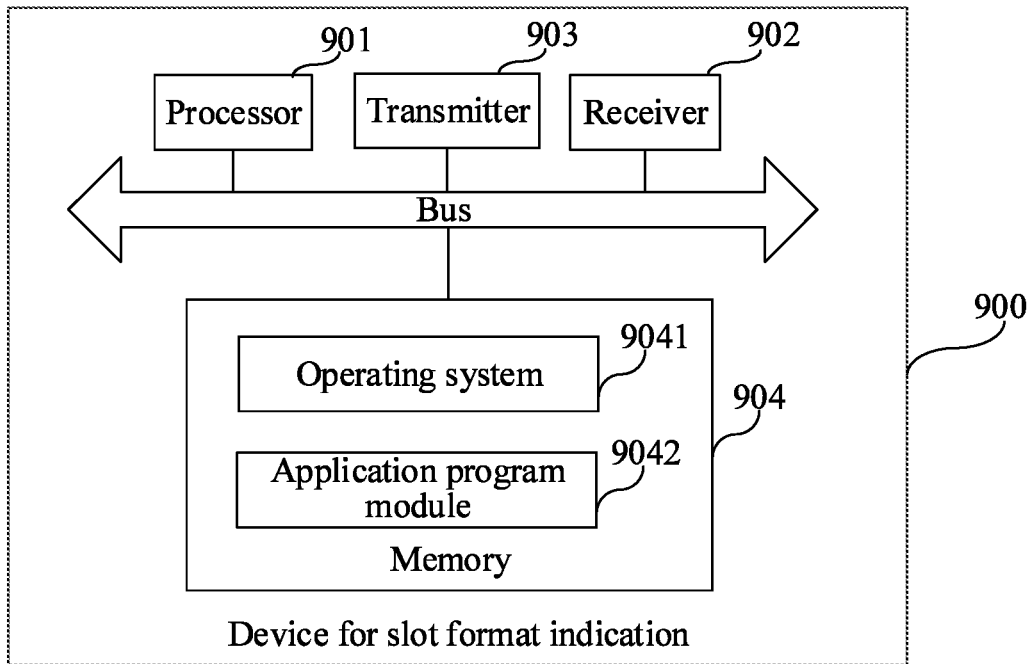 901
903
902
Processor
Transmitter
Receiver
Bus
900
9041
Operating system
904
9042
Application program
module
Memory
Device for slot format indication